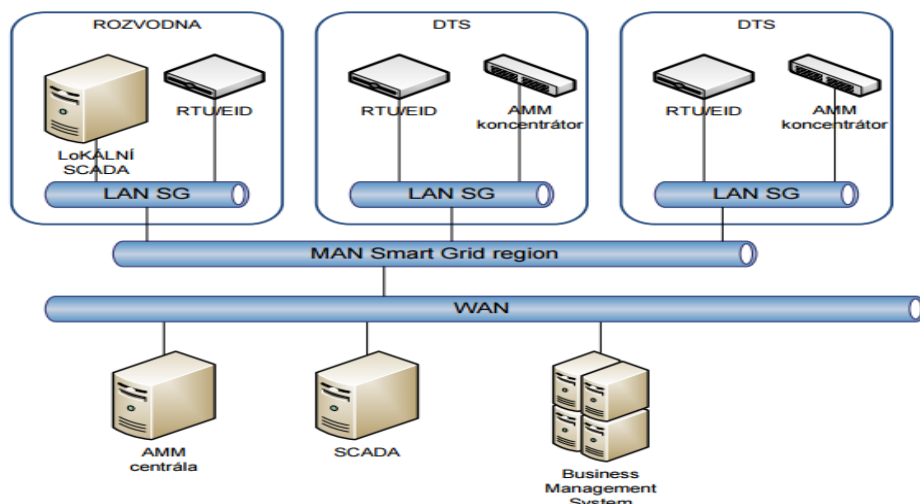 ROZVODNA
DTS
DTS
RTU/EID
LoKÁLNÍ
SCADA
RTU/EID
AMM
koncentrátor
RTU/EID
AMM
koncentrátor
LAN SG
LAN SG
LAN SG
MAN Smart Grid region
WAN
AMM
centrála
SCADA
Business
Management
System